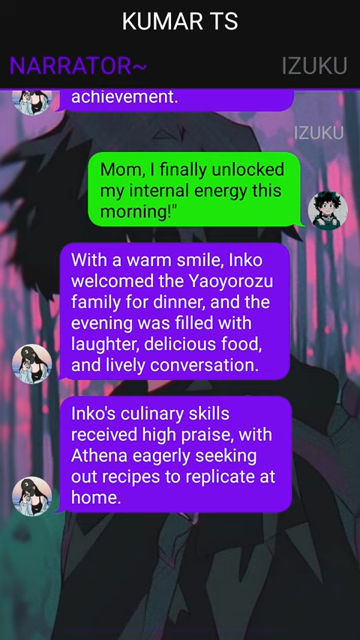 KUMAR TS
NARRATOR~
IZUKU
achievement.
IZUKU
Mom, I finally unlocked
my internal energy this
morning!"
With a warm smile, Inko
welcomed the Yaoyorozu
family for dinner, and the
evening was filled with
laughter, delicious food,
and lively conversation.
Inko's culinary skills
received high praise, with
Athena eagerly seeking
out recipes to replicate at
home.